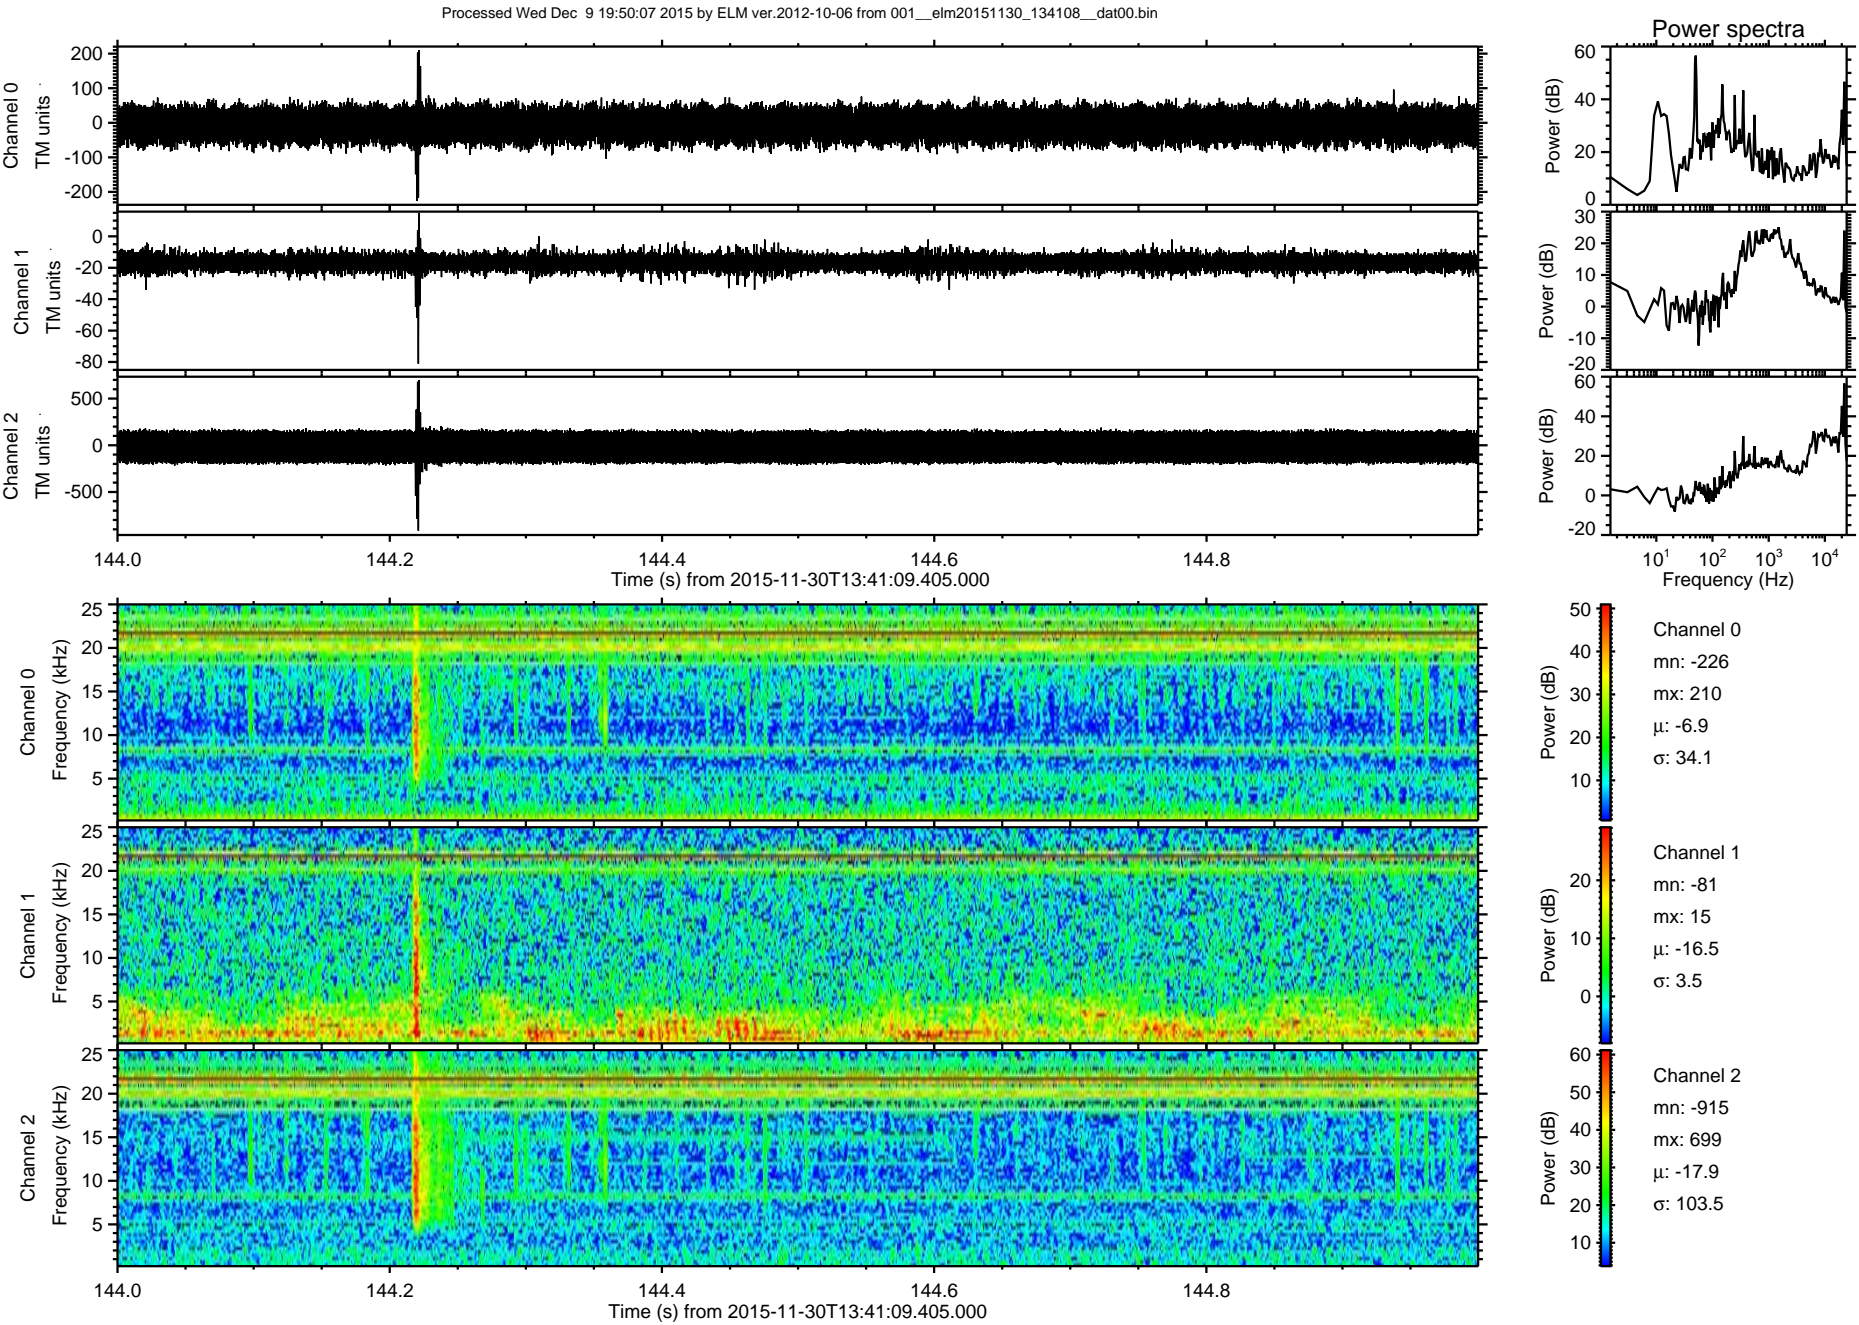 Processed Wed Dec 9 19:50:07 2015 by ELM ver.2012-10-06 from 001__elm20151130_134108__dat00.bin
Power spectra
Channel 0
TM units
200
100
0
-100
-200
Power (dB)
60
40
20
0
Channel 1
TM units
0
-20
-40
-60
-80
Power (dB)
30
20
10
0
-10
-20
Channel 2
TM units
500
0
-500
Power (dB)
60
40
20
0
-20
144.0
144.2
144.4
144.6
144.8
Time (s) from 2015-11-30T13:41:09.405.000
10¹
10²
10³
10⁴
Frequency (Hz)
Channel 0
Frequency (kHz)
25
20
15
10
5
Power (dB)
50
40
30
20
10
Channel 0
mn: -226
mx: 210
μ: -6.9
σ: 34.1
Channel 1
Frequency (kHz)
25
20
15
10
5
Power (dB)
20
10
0
Channel 1
mn: -81
mx: 15
μ: -16.5
σ: 3.5
Channel 2
Frequency (kHz)
25
20
15
10
5
Power (dB)
60
50
40
30
20
10
Channel 2
mn: -915
mx: 699
μ: -17.9
σ: 103.5
144.0
144.2
144.4
144.6
144.8
Time (s) from 2015-11-30T13:41:09.405.000